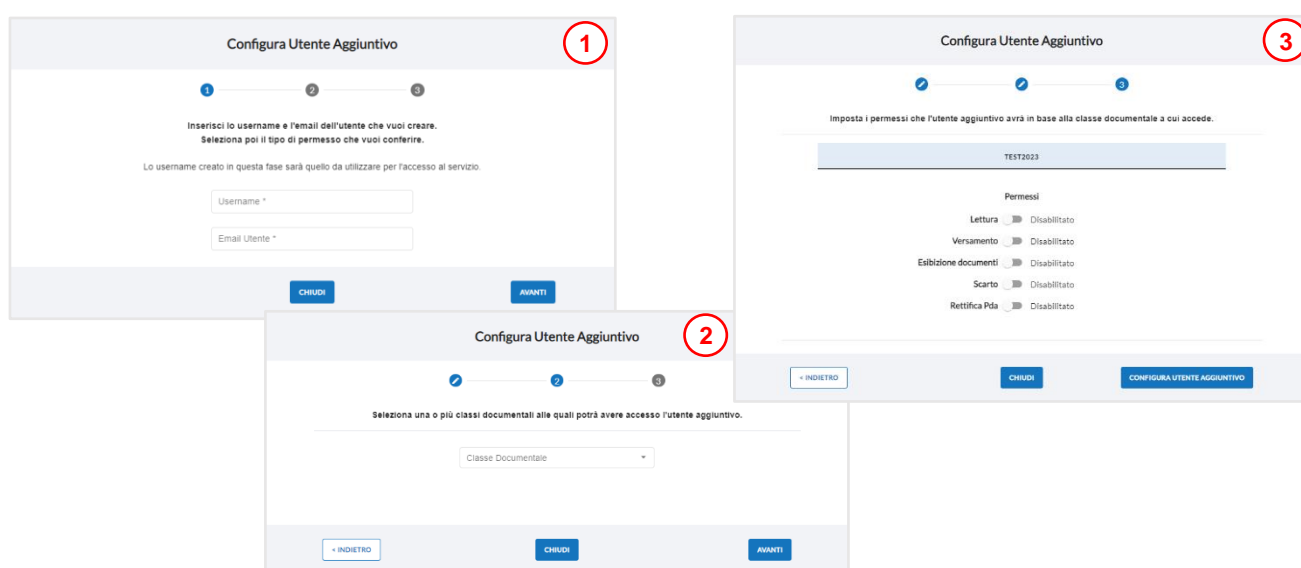 Configura Utente Aggiuntivo
1
1 2 3
Inserisci lo username e l'email dell'utente che vuoi creare.
Seleziona poi il tipo di permesso che vuoi conferire.
Lo username creato in questa fase sarà quello da utilizzare per l'accesso al servizio.
Username *
Email Utente *
CHIUDI AVANTI
Configura Utente Aggiuntivo
2
2 3
Seleziona una o più classi documentali alle quali potrà avere accesso l'utente aggiuntivo.
Classe Documentale
< INDIETRO CHIUDI AVANTI
Configura Utente Aggiuntivo
3
3
Imposta i permessi che l'utente aggiuntivo avrà in base alla classe documentale a cui accede.
TEST2023
Permessi
Lettura Disabilitato
Versamento Disabilitato
Esibizione documenti Disabilitato
Scarto Disabilitato
Rettifica Pda Disabilitato
< INDIETRO CHIUDI CONFIGURA UTENTE AGGIUNTIVO